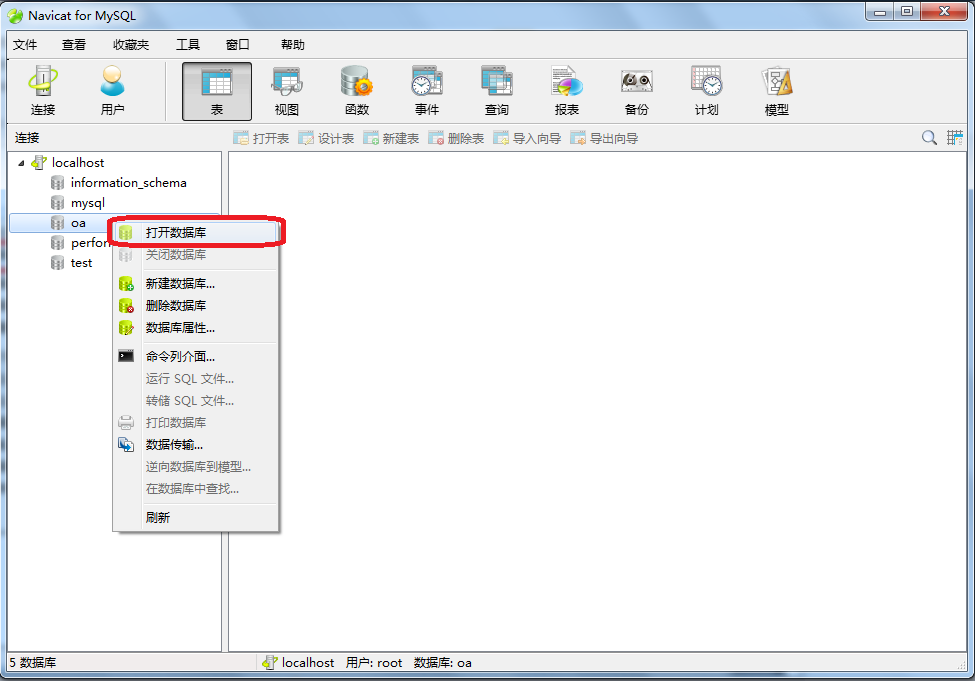 Navicat for MySQL
文件 查看 收藏夹 工具 窗口 帮助
连接 用户 表 视图 函数 事件 查询 报表 备份 计划 模型
连接 打开表 设计表 新建表 删除表 导入向导 导出向导
localhost
information_schema
mysql
oa
perforn
test
打开数据库
关闭数据库
新建数据库...
删除数据库
数据库属性...
命令列介面...
运行 SQL 文件...
转储 SQL 文件...
打印数据库
数据传输...
逆向数据库到模型...
在数据库中查找...
刷新
5 数据库 localhost 用户: root 数据库: oa